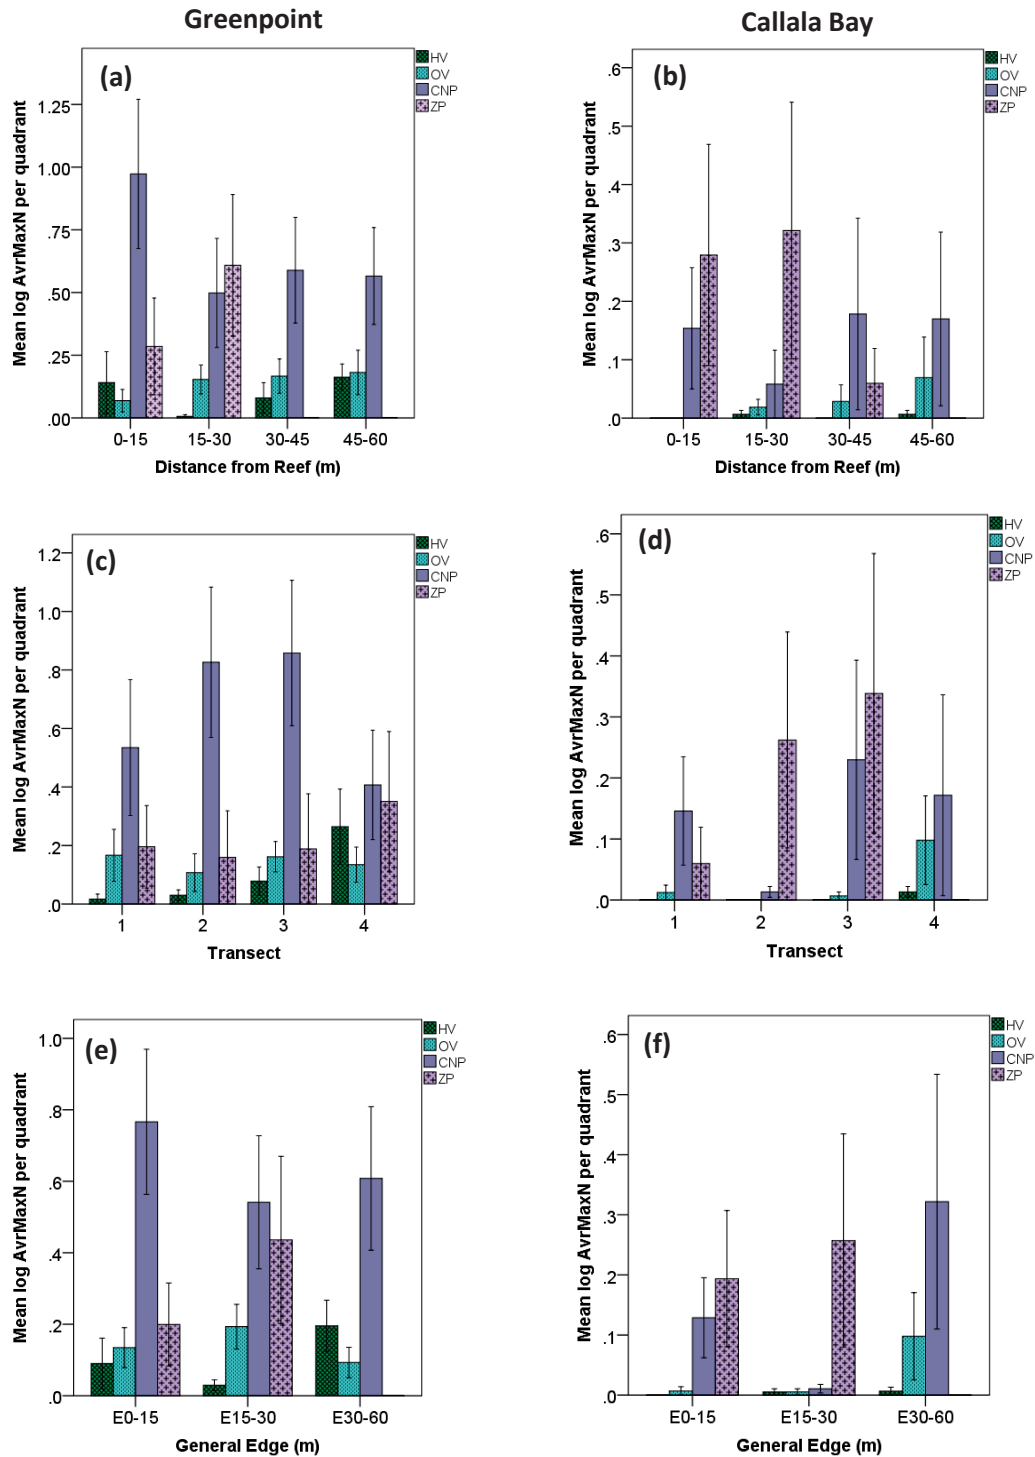 Greenpoint
Callala Bay
(a)
HV
OV
CNP
ZP
Mean log AvrMaxN per quadrant
1.25
1.00
.75
.50
.25
.00
0-15 15-30 30-45 45-60
Distance from Reef (m)
(b)
HV
OV
CNP
ZP
Mean log AvrMaxN per quadrant
.6
.5
.4
.3
.2
.1
.0
0-15 15-30 30-45 45-60
Distance from Reef (m)
(c)
HV
OV
CNP
ZP
Mean log AvrMaxN per quadrant
1.2
1.0
.8
.6
.4
.2
.0
1 2 3 4
Transect
(d)
HV
OV
CNP
ZP
Mean log AvrMaxN per quadrant
.6
.5
.4
.3
.2
.1
.0
1 2 3 4
Transect
(e)
HV
OV
CNP
ZP
Mean log AvrMaxN per quadrant
1.0
.8
.6
.4
.2
.0
E0-15 E15-30 E30-60
General Edge (m)
(f)
HV
OV
CNP
ZP
Mean log AvrMaxN per quadrant
.6
.5
.4
.3
.2
.1
.0
E0-15 E15-30 E30-60
General Edge (m)